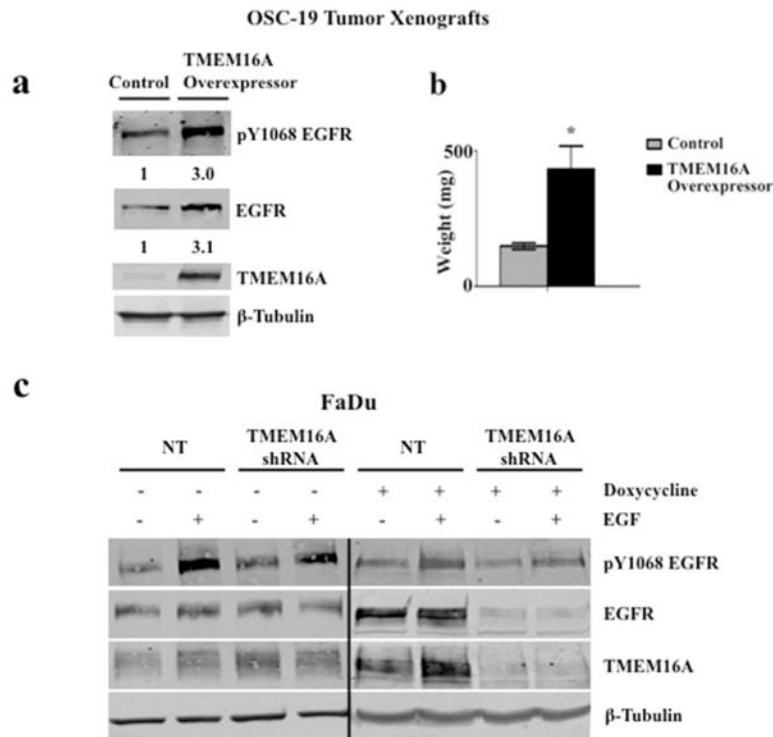 OSC-19 Tumor Xenografts
a
Control
TMEM16A
Overexpressor
pY1068 EGFR
1 3.0
EGFR
1 3.1
TMEM16A
β-Tubulin
b
500
0
Weight (mg)
*
Control
TMEM16A
Overexpressor
c
FaDu
NT
TMEM16A
shRNA
NT
TMEM16A
shRNA
- - - - + + + + Doxycycline
- + - + - + - + EGF
pY1068 EGFR
EGFR
TMEM16A
β-Tubulin